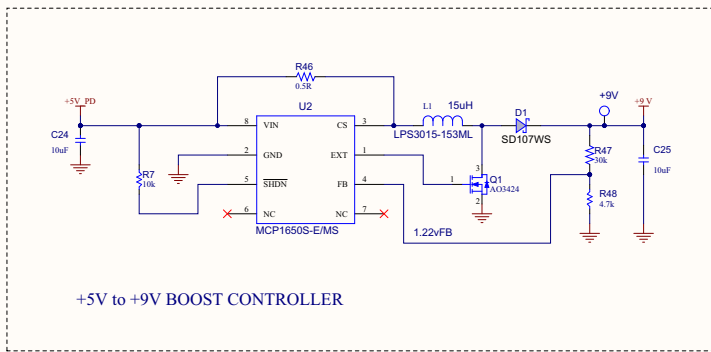 R46
0.5R
+5V_PD
U2
L1 15uH
D1
+9V
+9 V
C24
10uF
8 VIN CS 3
LPS3015-153ML
SD107WS
R7
10k
2 GND EXT 1
3
1
Q1
AO3424
2
R47
30k
C25
10uF
5 SHDN FB 4
R48
4.7k
6 NC NC 7
MCP1650S-E/MS
1.22vFB
+5V to +9V BOOST CONTROLLER